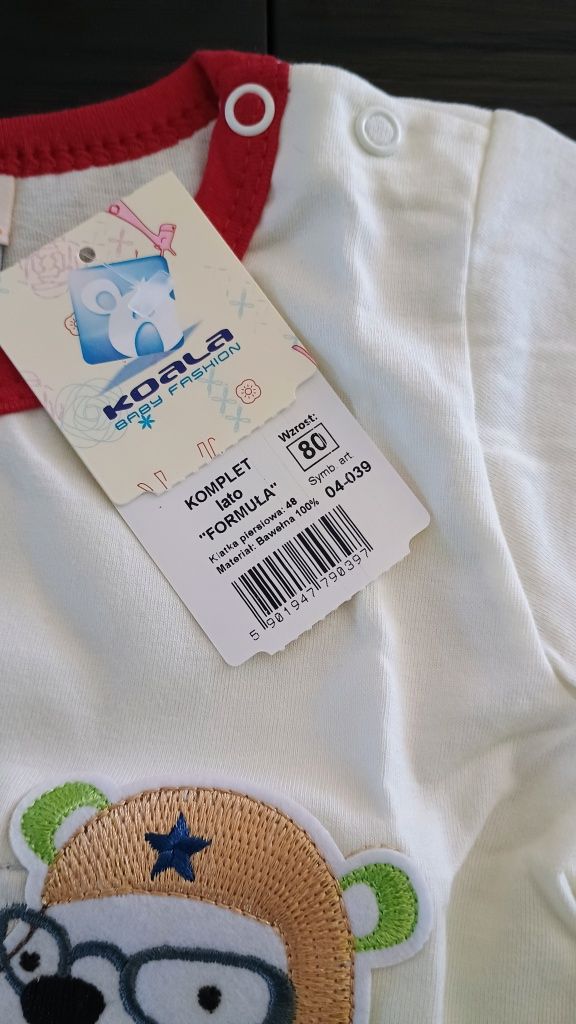 KOALA
BABY FASHION
KOMPLET
lato
"FORMUŁA"
Wzrost:
80
Symb. art.
04-039
Klatka piersiowa: 48
Materiał: Bawełna 100%
5 901947 790397